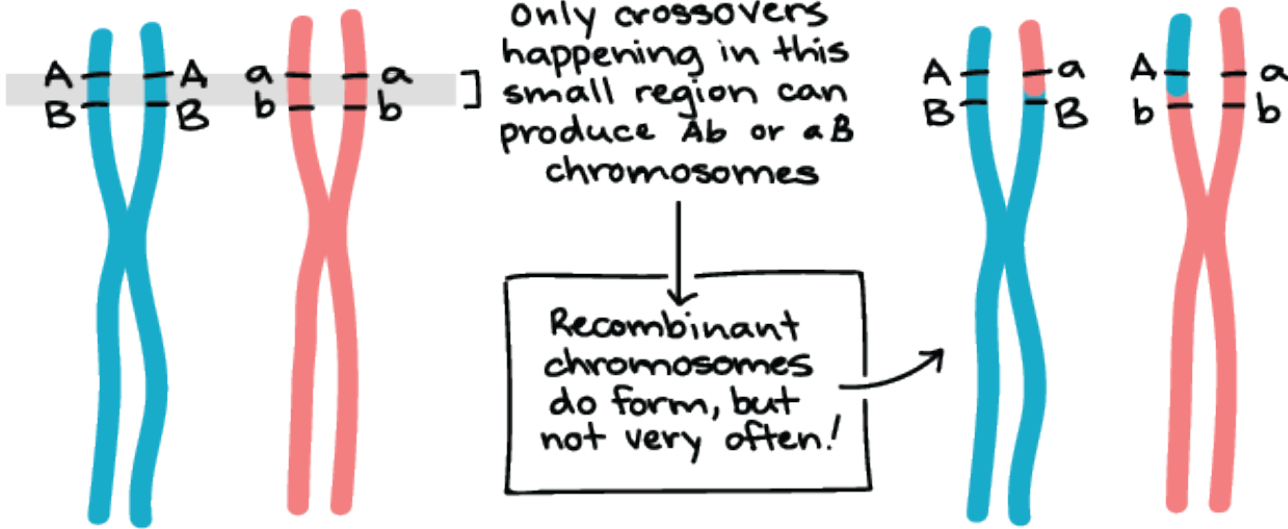 only crossovers
happening in this
small region can
produce Ab or aB
chromosomes
A A a a
B B b b
Recombinant
chromosomes
do form, but
not very often!
A a A a
B B b b